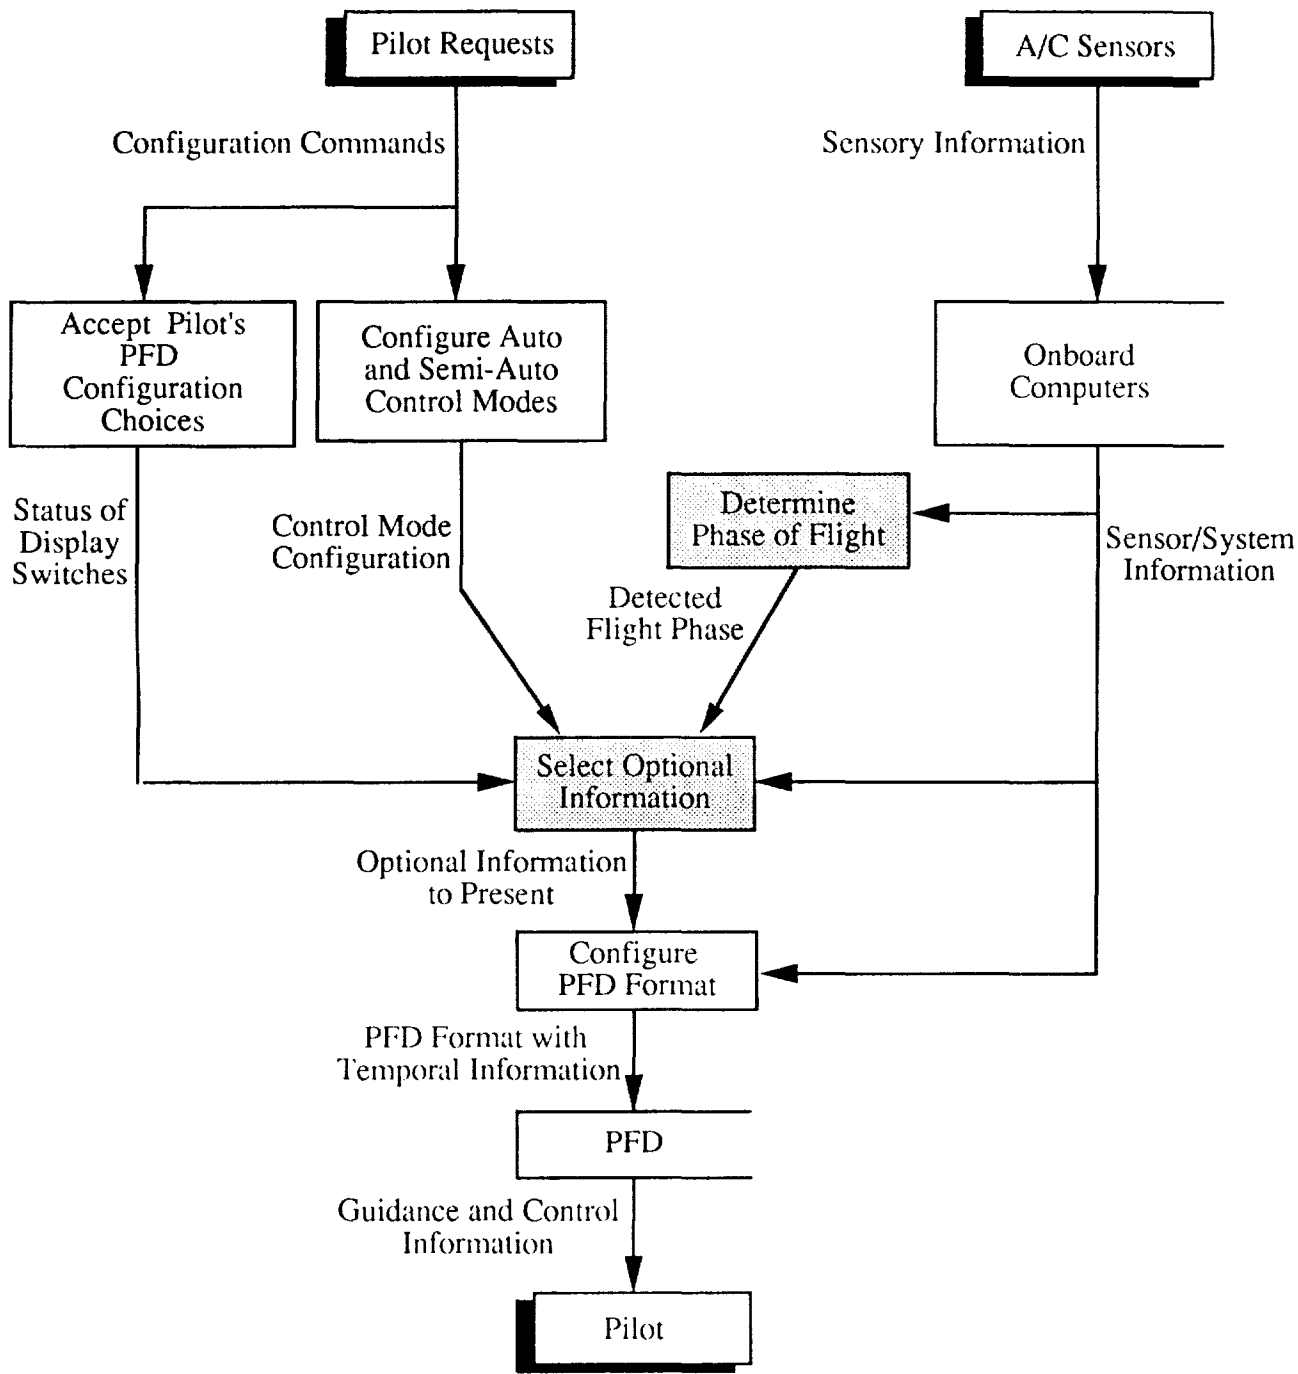 Pilot Requests
A/C Sensors
Configuration Commands
Sensory Information
Accept Pilot's
PFD
Configuration
Choices
Configure Auto
and Semi-Auto
Control Modes
Onboard
Computers
Status of
Display
Switches
Control Mode
Configuration
Determine
Phase of Flight
Sensor/System
Information
Detected
Flight Phase
Select Optional
Information
Optional Information
to Present
Configure
PFD Format
PFD Format with
Temporal Information
PFD
Guidance and Control
Information
Pilot